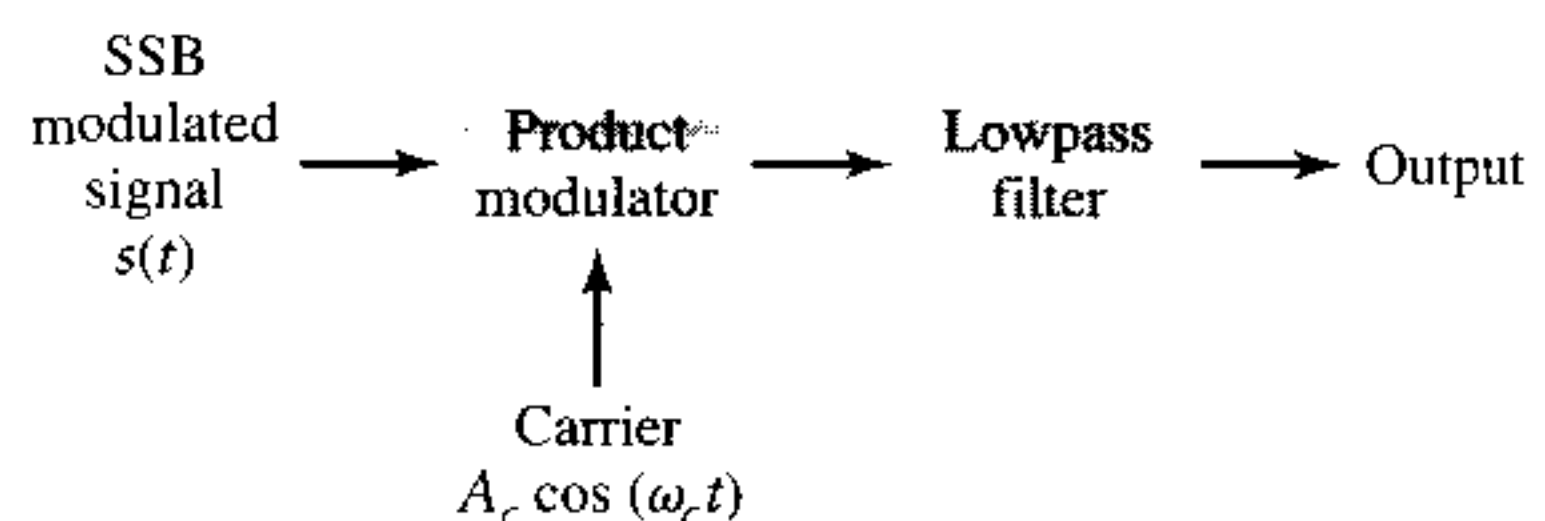 SSB
modulated
signal
s(t)
Product
modulator
Lowpass
filter
Output
Carrier
A_c cos (ω_c t)